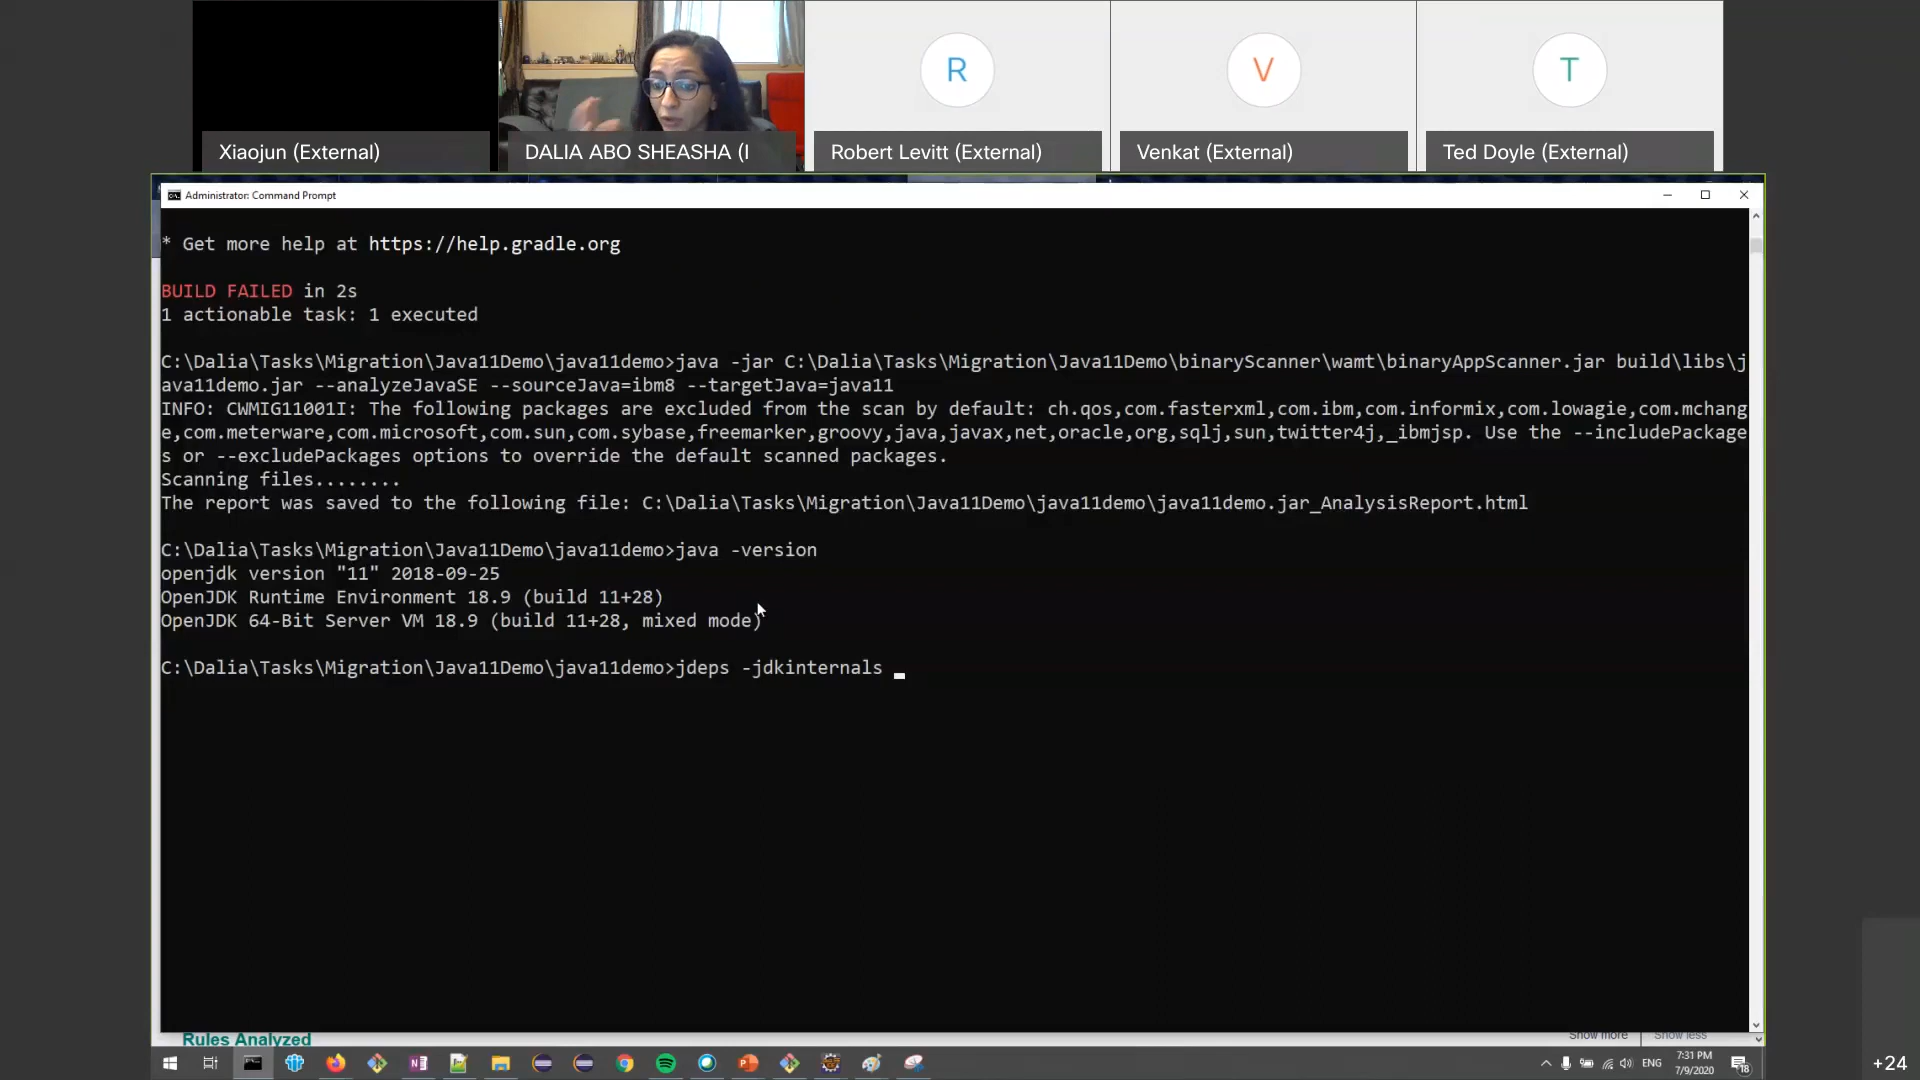 R
V
T
Xiaojun (External)
DALIA ABO SHEASHA (I
Robert Levitt (External)
Venkat (External)
Ted Doyle (External)
Administrator: Command Prompt
* Get more help at https://help.gradle.org
BUILD FAILED in 2s
1 actionable task: 1 executed
C:\Dalia\Tasks\Migration\Java11Demo\java11demo>java -jar C:\Dalia\Tasks\Migration\Java11Demo\binaryScanner\wamt\binaryAppScanner.jar build\libs\j
ava11demo.jar --analyzeJavaSE --sourceJava=ibm8 --targetJava=java11
INFO: CWMIG11001I: The following packages are excluded from the scan by default: ch.qos,com.fasterxml,com.ibm,com.informix,com.lowagie,com.mchang
e,com.meterware,com.microsoft,com.sun,com.sybase,freemarker,groovy,java,javax,net,oracle,org,sqlj,sun,twitter4j,_ibmjsp. Use the --includePackage
s or --excludePackages options to override the default scanned packages.
Scanning files........
The report was saved to the following file: C:\Dalia\Tasks\Migration\Java11Demo\java11demo\java11demo.jar_AnalysisReport.html
C:\Dalia\Tasks\Migration\Java11Demo\java11demo>java -version
openjdk version "11" 2018-09-25
OpenJDK Runtime Environment 18.9 (build 11+28)
OpenJDK 64-Bit Server VM 18.9 (build 11+28, mixed mode)
C:\Dalia\Tasks\Migration\Java11Demo\java11demo>jdeps -jdkinternals
Rules Analyzed
Show more
Show less
ENG
7:31 PM
7/9/2020
18
+24